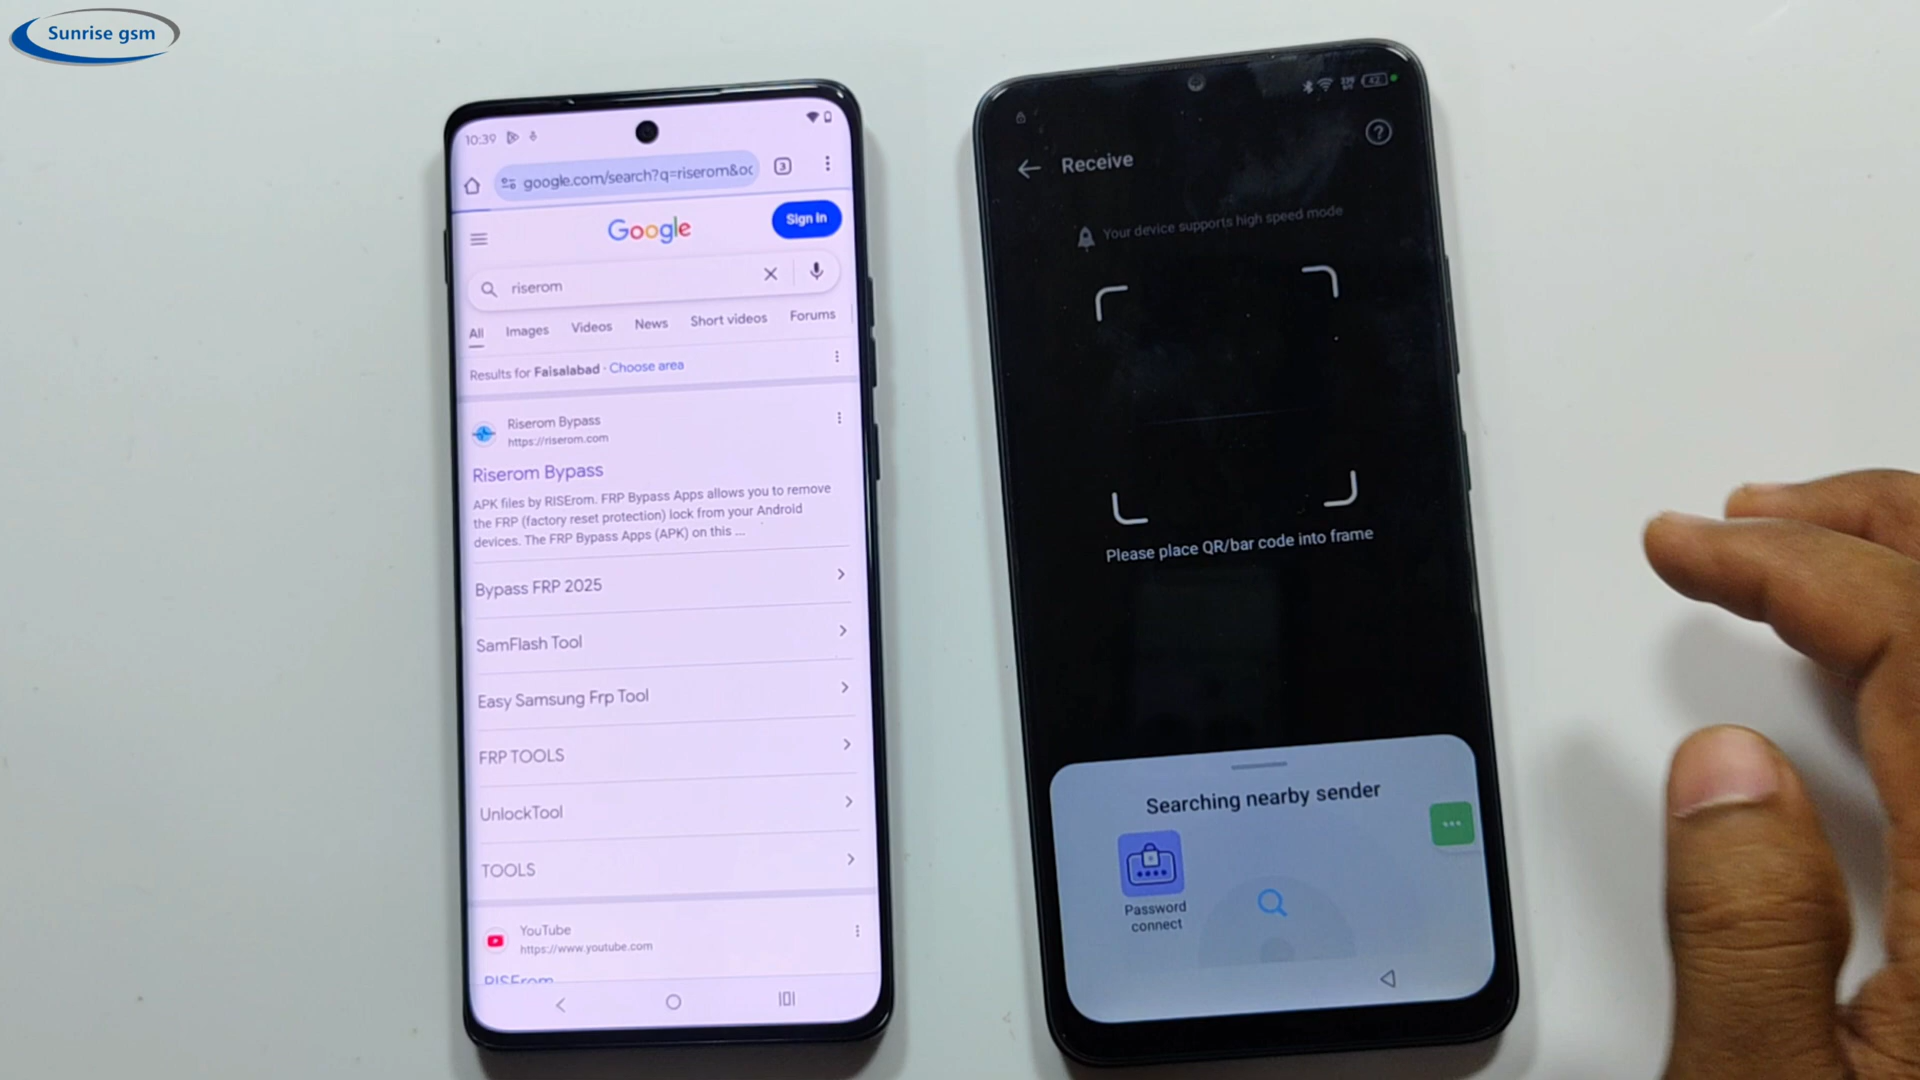 Sunrise gsm
10:39
google.com/search?q=riserom&oc
3
Google
Sign in
riserom
All Images Videos News Short videos Forums
Results for Faisalabad · Choose area
Riserom Bypass
https://riserom.com
Riserom Bypass
APK files by RISErom. FRP Bypass Apps allows you to remove
the FRP (factory reset protection) lock from your Android
devices. The FRP Bypass Apps (APK) on this ...
Bypass FRP 2025
SamFlash Tool
Easy Samsung Frp Tool
FRP TOOLS
UnlockTool
TOOLS
YouTube
https://www.youtube.com
RISErom
42
Receive
Your device supports high speed mode
Please place QR/bar code into frame
Searching nearby sender
Password
connect